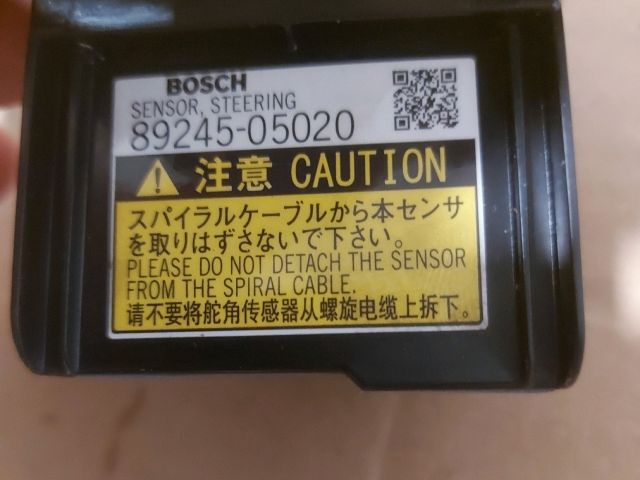 BOSCH
SENSOR, STEERING
89245-05020
注意 CAUTION
スパイラルケーブルから本センサ
を取りはずさないで下さい。
PLEASE DO NOT DETACH THE SENSOR
FROM THE SPIRAL CABLE.
请不要将舵角传感器从螺旋电缆上拆下。